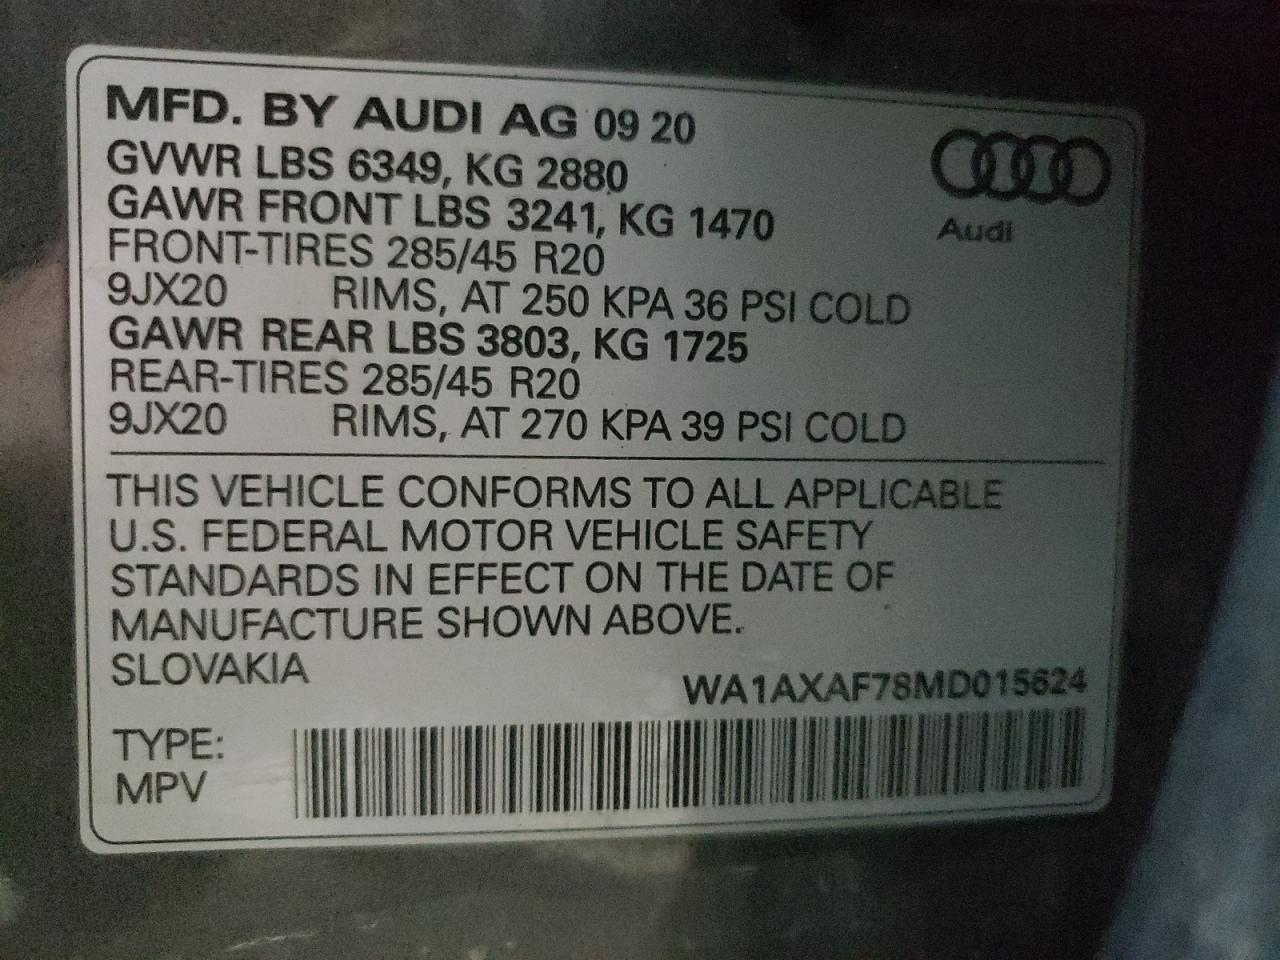 MFD. BY AUDI AG 09 20
GVWR LBS 6349, KG 2880
GAWR FRONT LBS 3241, KG 1470
FRONT-TIRES 285/45 R20
9JX20 RIMS, AT 250 KPA 36 PSI COLD
GAWR REAR LBS 3803, KG 1725
REAR-TIRES 285/45 R20
9JX20 RIMS, AT 270 KPA 39 PSI COLD
Audi
THIS VEHICLE CONFORMS TO ALL APPLICABLE
U.S. FEDERAL MOTOR VEHICLE SAFETY
STANDARDS IN EFFECT ON THE DATE OF
MANUFACTURE SHOWN ABOVE.
SLOVAKIA
WA1AXAF78MD015624
TYPE:
MPV